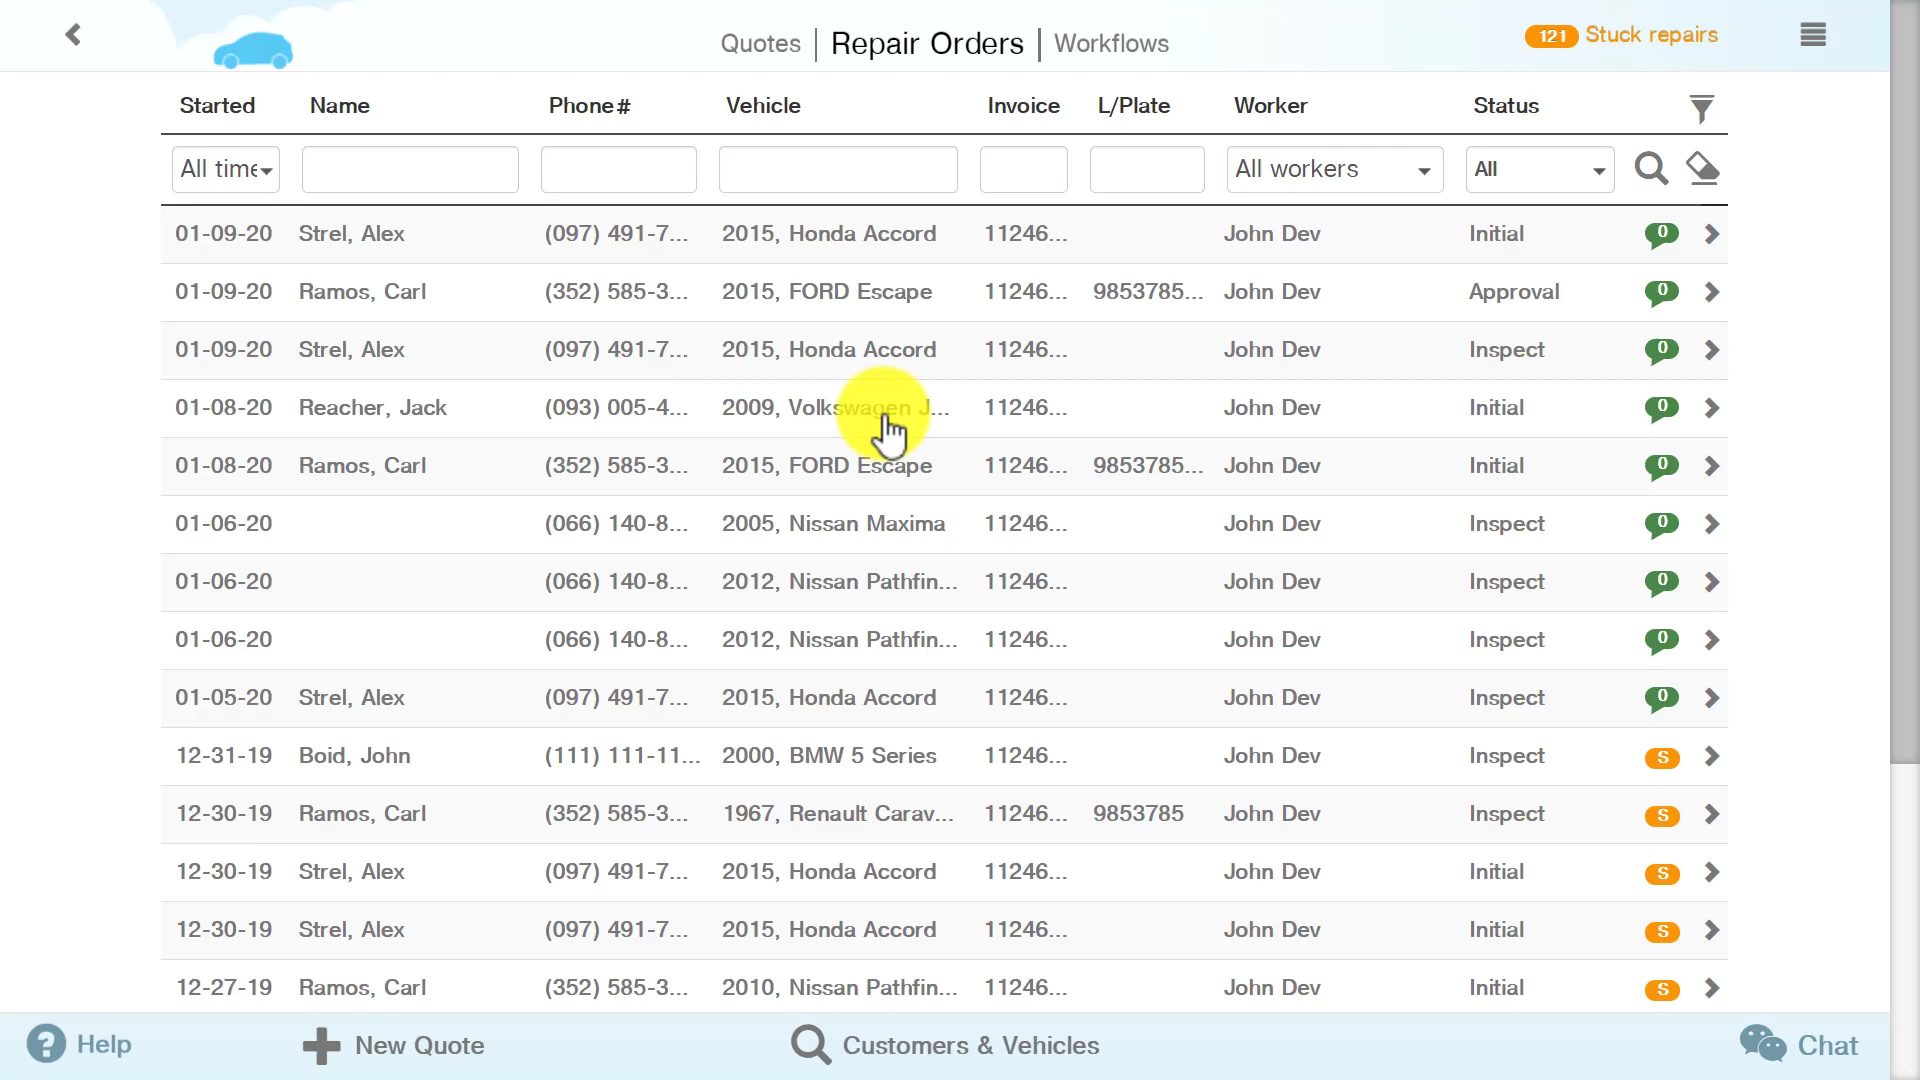 Quotes | Repair Orders | Workflows
121 Stuck repairs
Started Name Phone# Vehicle Invoice L/Plate Worker Status
All time All workers All
01-09-20 Strel, Alex (097) 491-7... 2015, Honda Accord 11246... John Dev Initial 0
01-09-20 Ramos, Carl (352) 585-3... 2015, FORD Escape 11246... 9853785... John Dev Approval 0
01-09-20 Strel, Alex (097) 491-7... 2015, Honda Accord 11246... John Dev Inspect 0
01-08-20 Reacher, Jack (093) 005-4... 2009, Volkswagen J... 11246... John Dev Initial 0
01-08-20 Ramos, Carl (352) 585-3... 2015, FORD Escape 11246... 9853785... John Dev Initial 0
01-06-20 (066) 140-8... 2005, Nissan Maxima 11246... John Dev Inspect 0
01-06-20 (066) 140-8... 2012, Nissan Pathfin... 11246... John Dev Inspect 0
01-06-20 (066) 140-8... 2012, Nissan Pathfin... 11246... John Dev Inspect 0
01-05-20 Strel, Alex (097) 491-7... 2015, Honda Accord 11246... John Dev Inspect 0
12-31-19 Boid, John (111) 111-11... 2000, BMW 5 Series 11246... John Dev Inspect S
12-30-19 Ramos, Carl (352) 585-3... 1967, Renault Carav... 11246... 9853785 John Dev Inspect S
12-30-19 Strel, Alex (097) 491-7... 2015, Honda Accord 11246... John Dev Initial S
12-30-19 Strel, Alex (097) 491-7... 2015, Honda Accord 11246... John Dev Initial S
12-27-19 Ramos, Carl (352) 585-3... 2010, Nissan Pathfin... 11246... John Dev Initial S
? Help New Quote Customers & Vehicles Chat